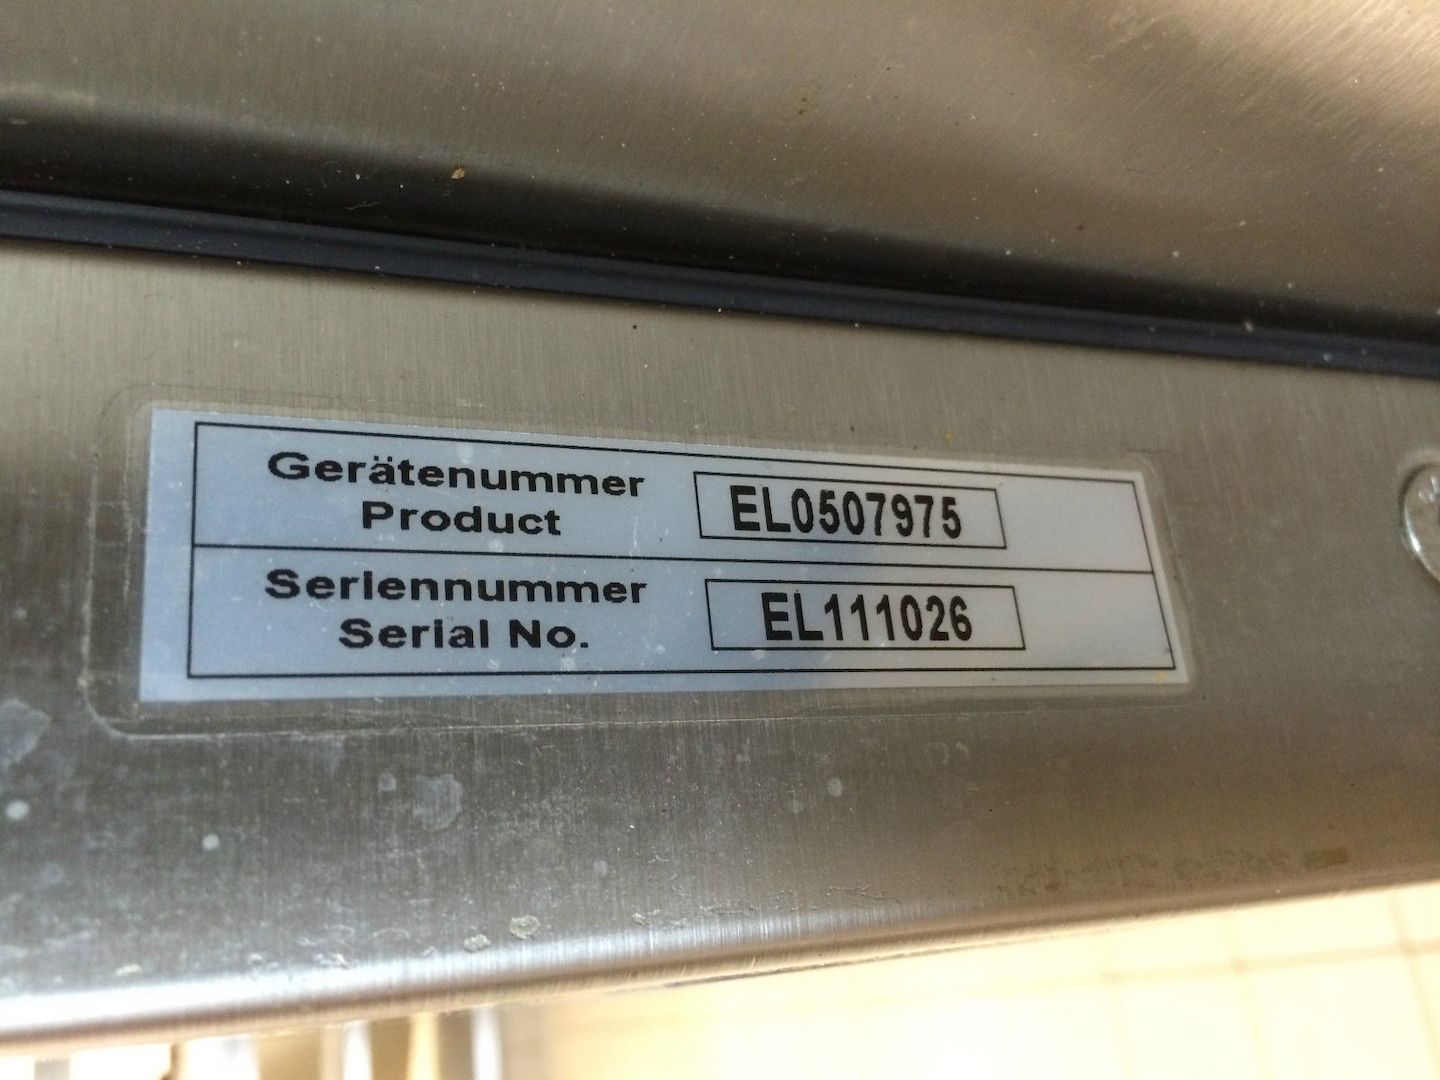 Gerätenummer
Product
EL0507975
Seriennummer
Serial No.
EL111026